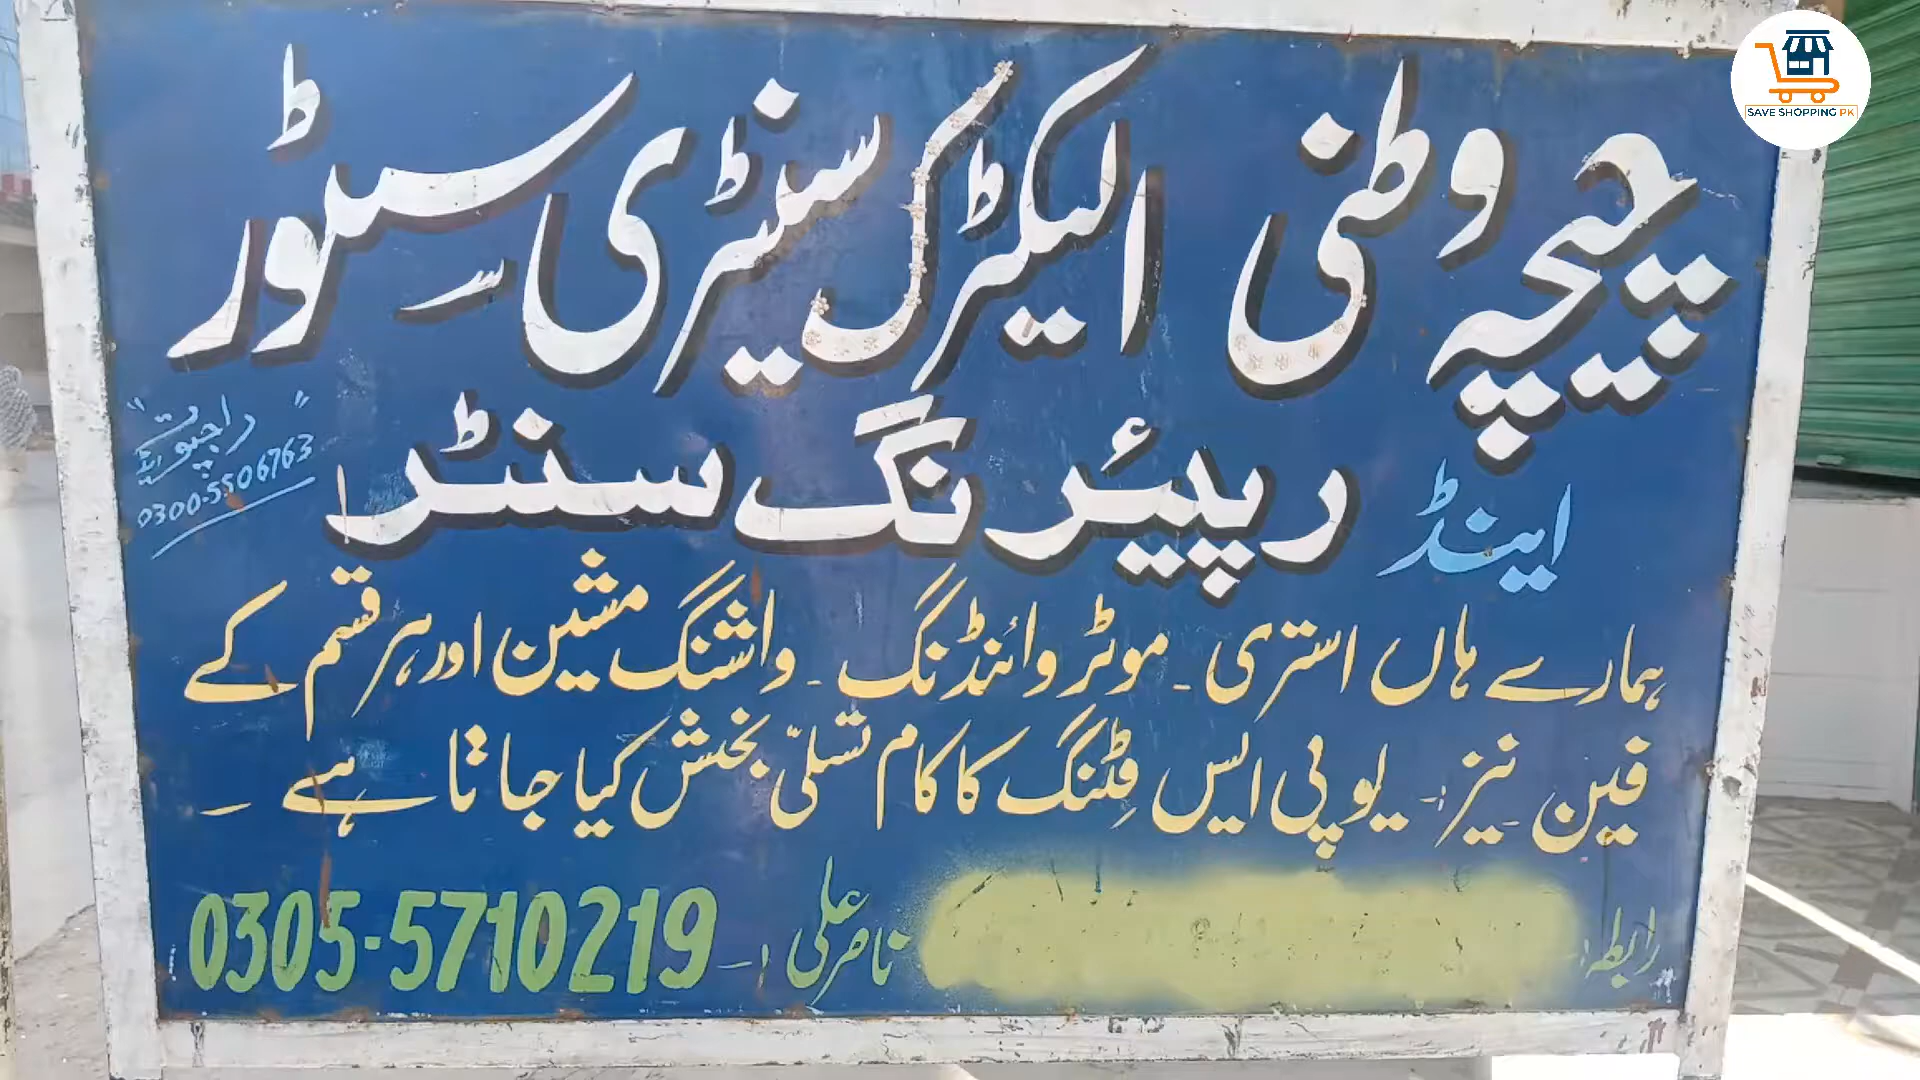 چیچہ وطنی الیکٹرک سینٹری سٹور
اینڈ رپیئرنگ سنٹر
راجپوت
0300-5506763
ہمارے ہاں استری ۔ موٹر وائنڈنگ ۔ واشنگ مشین اور ہر قسم کے
فین نیز:۔ یو پی ایس فٹنگ کا کام تسلی بخش کیا جاتا ہے ۔
رابطہ: ناصر علی :۔ 0305-5710219
SAVE SHOPPING PK